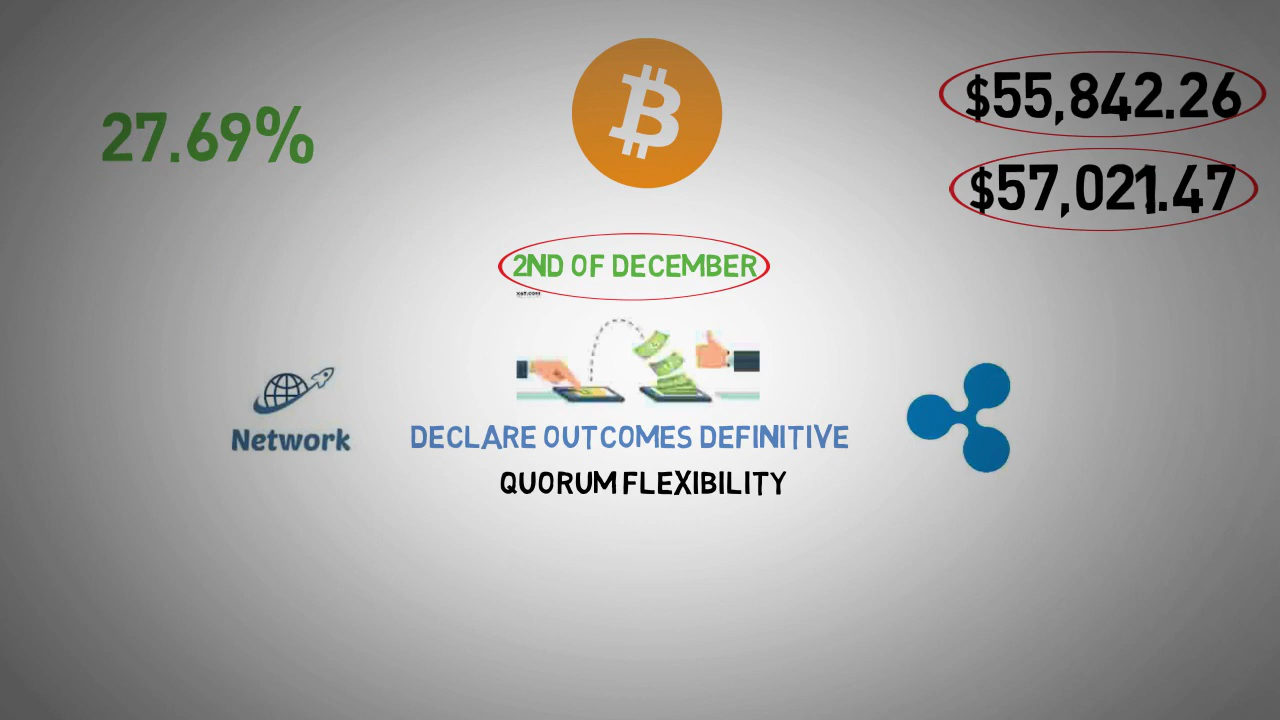 27.69%
$55,842.26
$57,021.47
2ND OF DECEMBER
Network
DECLARE OUTCOMES DEFINITIVE
QUORUM FLEXIBILITY